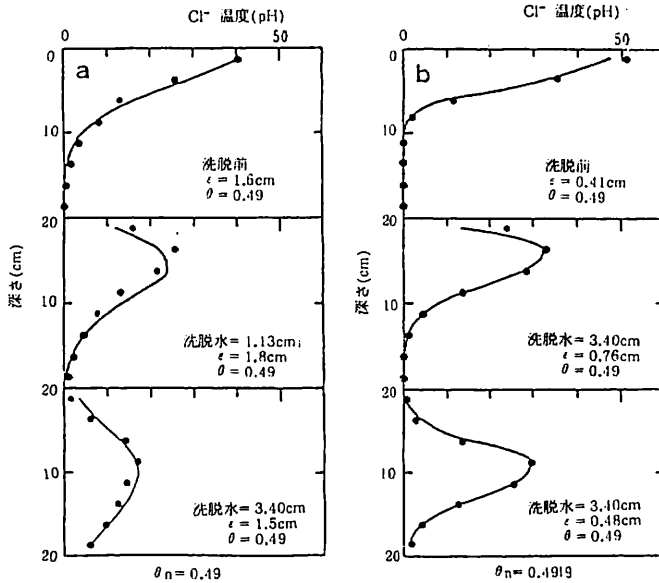 Cl⁻ 温度(pH)
0 50
Cl⁻ 温度(pH)
0 50
a
0
10
洗脱前
ε = 1.6cm
θ = 0.49
20
10
洗脱水 = 1.13cm
ε = 1.8cm
θ = 0.49
20
10
洗脱水 = 3.40cm
ε = 1.5cm
θ = 0.49
20
深さ(cm)
θn = 0.49
b
0
10
洗脱前
ε = 0.41cm
θ = 0.49
20
10
洗脱水 = 3.40cm
ε = 0.76cm
θ = 0.49
20
10
洗脱水 = 3.40cm
ε = 0.48cm
θ = 0.49
20
深さ(cm)
θn = 0.4919